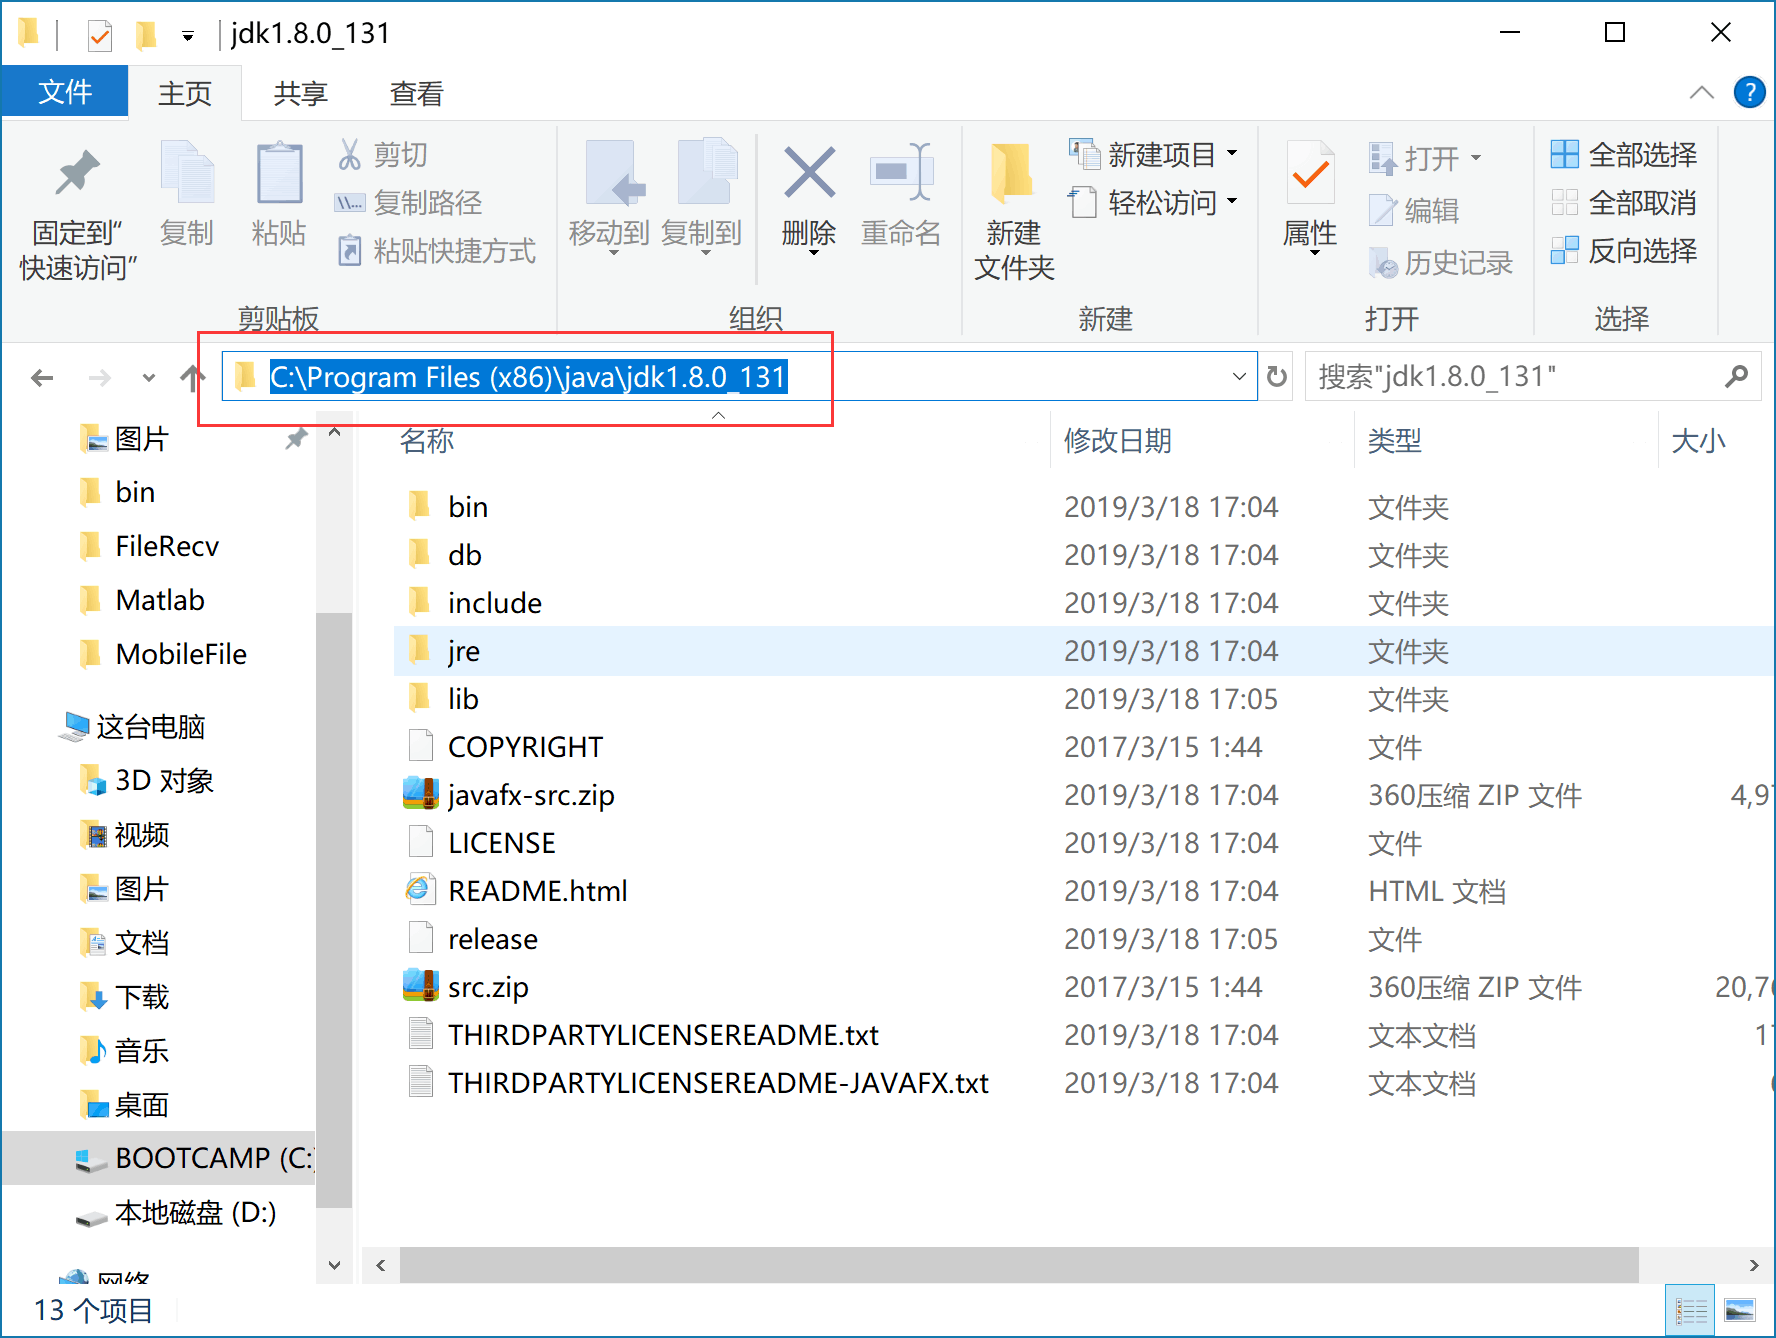 jdk1.8.0_131
文件 主页 共享 查看
固定到“
快速访问”
复制
粘贴
剪切
复制路径
粘贴快捷方式
剪贴板
移动到
复制到
删除
重命名
组织
新建
文件夹
新建项目
轻松访问
新建
属性
打开
编辑
历史记录
打开
全部选择
全部取消
反向选择
选择
C:\Program Files (x86)\java\jdk1.8.0_131
搜索"jdk1.8.0_131"
图片
bin
FileRecv
Matlab
MobileFile
这台电脑
3D 对象
视频
图片
文档
下载
音乐
桌面
BOOTCAMP (C:)
本地磁盘 (D:)
网络
名称 修改日期 类型 大小
bin 2019/3/18 17:04 文件夹
db 2019/3/18 17:04 文件夹
include 2019/3/18 17:04 文件夹
jre 2019/3/18 17:04 文件夹
lib 2019/3/18 17:05 文件夹
COPYRIGHT 2017/3/15 1:44 文件
javafx-src.zip 2019/3/18 17:04 360压缩 ZIP 文件 4,97
LICENSE 2019/3/18 17:04 文件
README.html 2019/3/18 17:04 HTML 文档
release 2019/3/18 17:05 文件
src.zip 2017/3/15 1:44 360压缩 ZIP 文件 20,76
THIRDPARTYLICENSEREADME.txt 2019/3/18 17:04 文本文档 17
THIRDPARTYLICENSEREADME-JAVAFX.txt 2019/3/18 17:04 文本文档
13 个项目